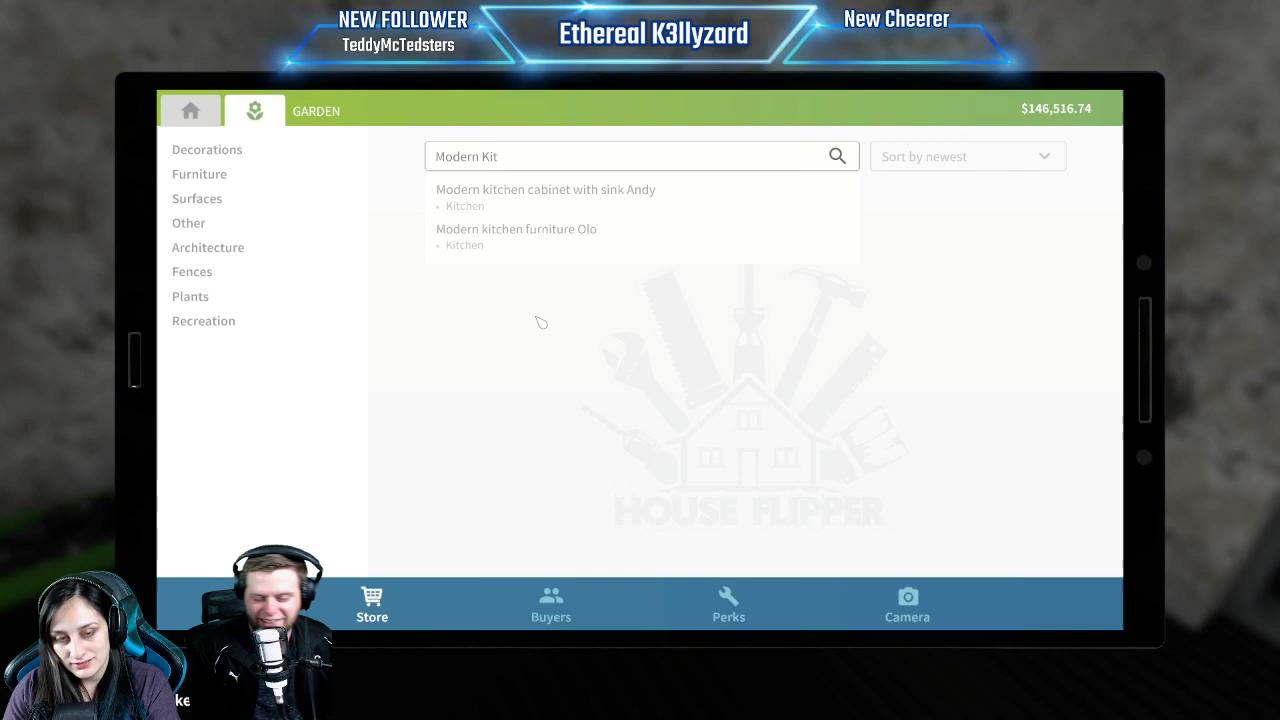 NEW FOLLOWER
TeddyMcTedsters
Ethereal K3llyzard
New Cheerer
GARDEN
$146,516.74
Decorations
Furniture
Surfaces
Other
Architecture
Fences
Plants
Recreation
Modern Kit
Sort by newest
Modern kitchen cabinet with sink Andy
• Kitchen
Modern kitchen furniture Olo
• Kitchen
HOUSE FLIPPER
Store
Buyers
Perks
Camera
ke